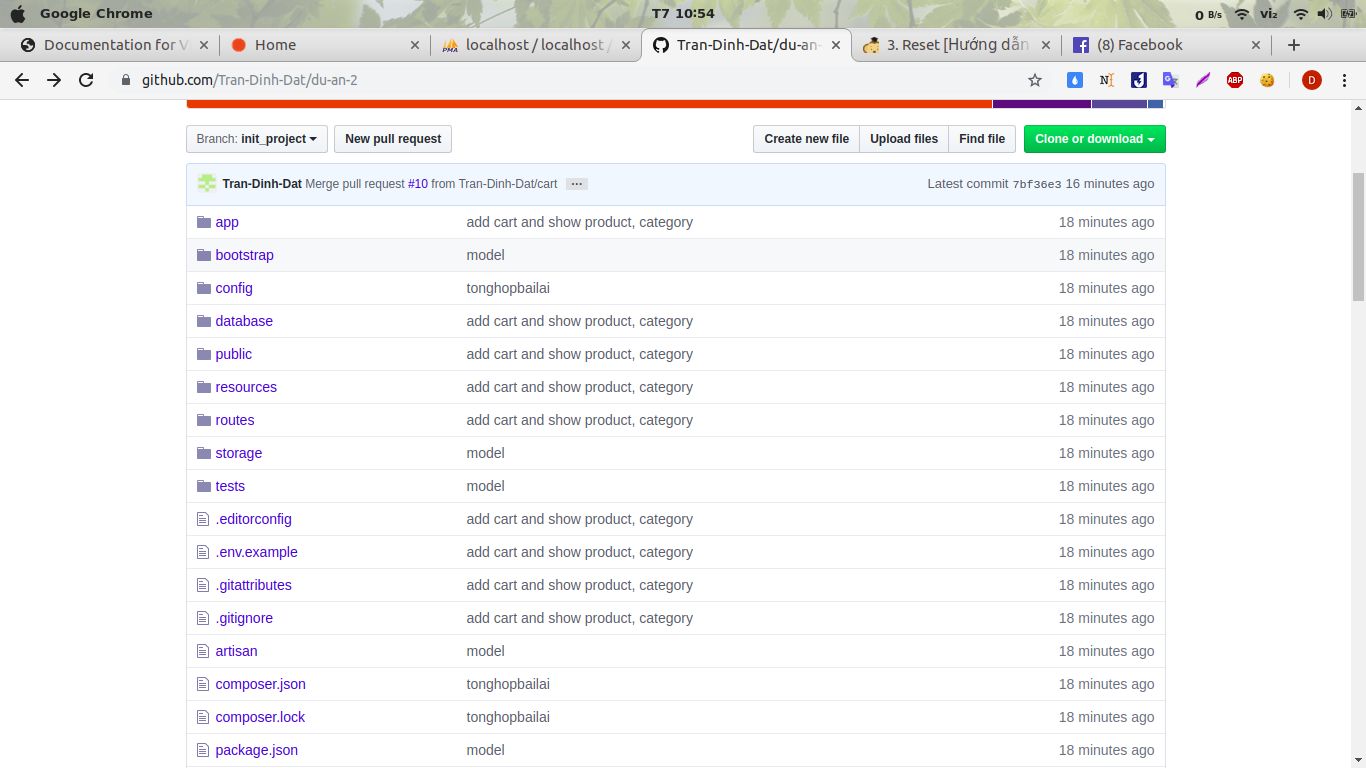 Google Chrome T7 10:54 0 B/s vi₂
Documentation for V Home localhost / localhost / Tran-Dinh-Dat/du-an- 3. Reset [Hướng dẫn (8) Facebook
github.com/Tran-Dinh-Dat/du-an-2 ABP D
Branch: init_project New pull request Create new file Upload files Find file Clone or download
Tran-Dinh-Dat Merge pull request #10 from Tran-Dinh-Dat/cart ... Latest commit 7bf36e3 16 minutes ago
app add cart and show product, category 18 minutes ago
bootstrap model 18 minutes ago
config tonghopbailai 18 minutes ago
database add cart and show product, category 18 minutes ago
public add cart and show product, category 18 minutes ago
resources add cart and show product, category 18 minutes ago
routes add cart and show product, category 18 minutes ago
storage model 18 minutes ago
tests model 18 minutes ago
.editorconfig add cart and show product, category 18 minutes ago
.env.example add cart and show product, category 18 minutes ago
.gitattributes add cart and show product, category 18 minutes ago
.gitignore add cart and show product, category 18 minutes ago
artisan model 18 minutes ago
composer.json tonghopbailai 18 minutes ago
composer.lock tonghopbailai 18 minutes ago
package.json model 18 minutes ago